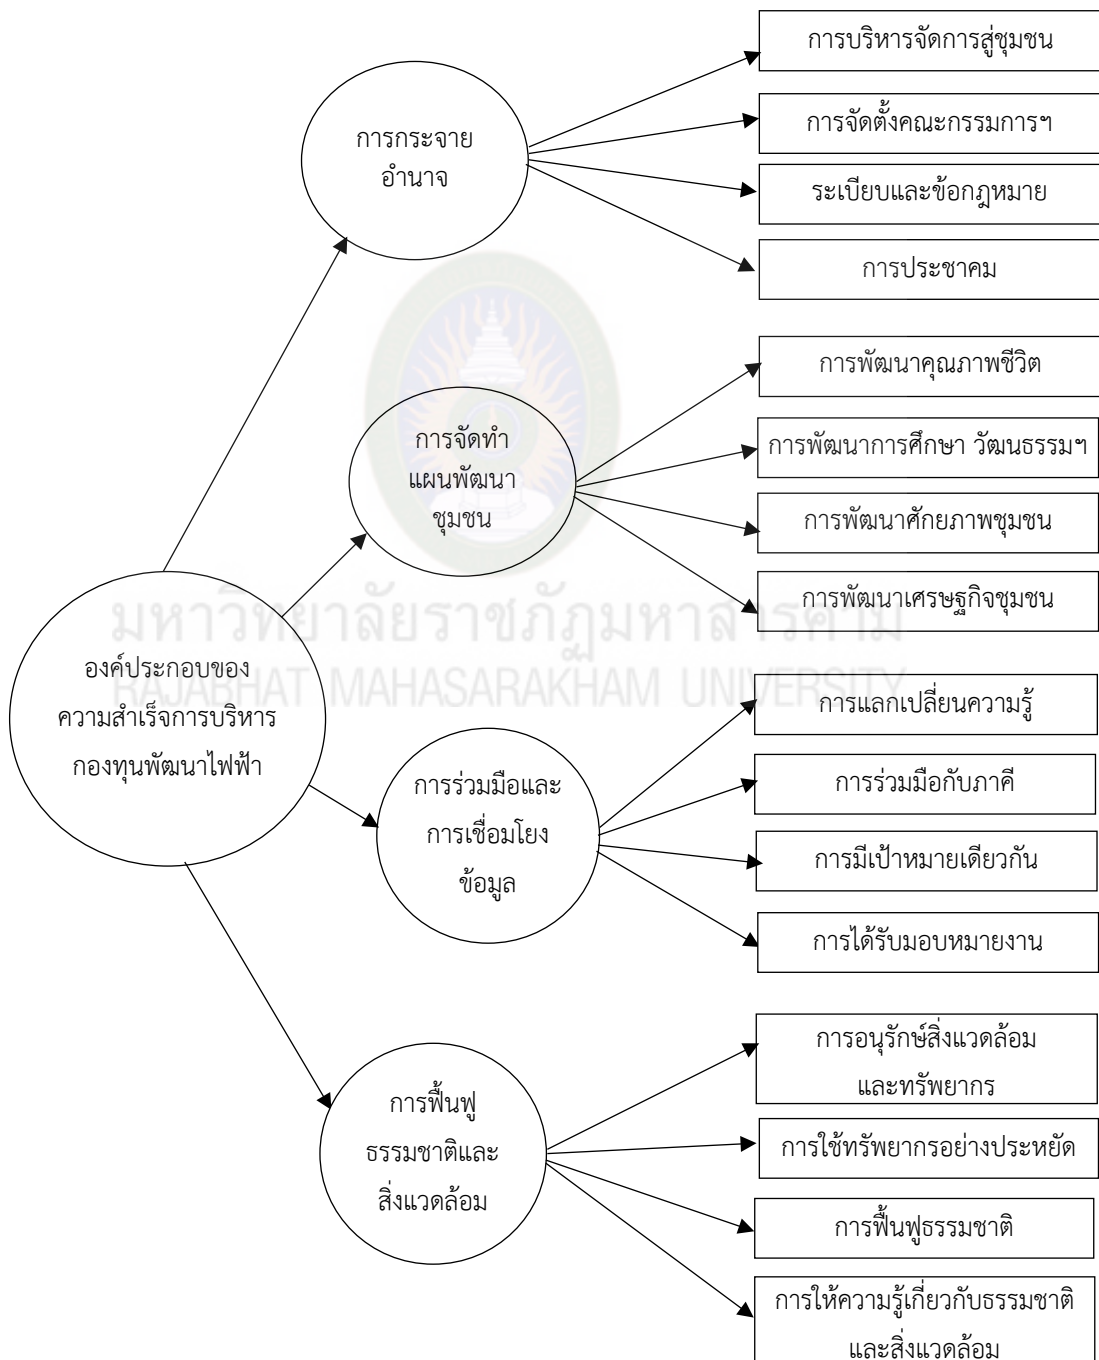 การกระจาย
อำนาจ
การบริหารจัดการสู่ชุมชน
การจัดตั้งคณะกรรมการฯ
ระเบียบและข้อกฎหมาย
การประชาคม
การจัดทำ
แผนพัฒนา
ชุมชน
การพัฒนาคุณภาพชีวิต
การพัฒนาการศึกษา วัฒนธรรมฯ
การพัฒนาศักยภาพชุมชน
การพัฒนาเศรษฐกิจชุมชน
มหาวิทยาลัยราชภัฏมหาสารคาม
RAJABHAT MAHASARAKHAM UNIVERSITY
องค์ประกอบของ
ความสำเร็จการบริหาร
กองทุนพัฒนาไฟฟ้า
การร่วมมือและ
การเชื่อมโยง
ข้อมูล
การแลกเปลี่ยนความรู้
การร่วมมือกับภาคี
การมีเป้าหมายเดียวกัน
การได้รับมอบหมายงาน
การฟื้นฟู
ธรรมชาติและ
สิ่งแวดล้อม
การอนุรักษ์สิ่งแวดล้อม
และทรัพยากร
การใช้ทรัพยากรอย่างประหยัด
การฟื้นฟูธรรมชาติ
การให้ความรู้เกี่ยวกับธรรมชาติ
และสิ่งแวดล้อม